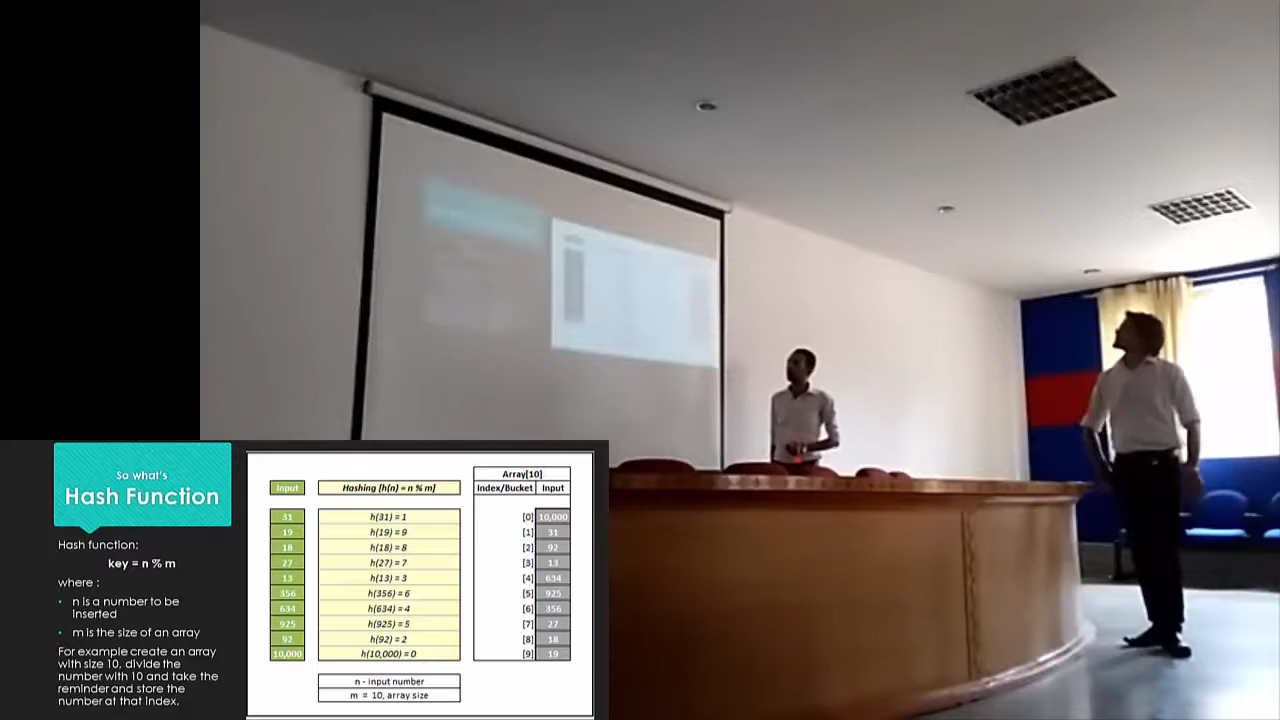 So what's
Hash Function
Hash function:
key = n % m
where :
• n is a number to be
inserted
• m is the size of an array
For example create an array
with size 10, divide the
number with 10 and take the
reminder and store the
number at that index.
Input
31
19
18
27
13
356
634
925
92
10,000
Hashing [h(n) = n % m]
h(31) = 1
h(19) = 9
h(18) = 8
h(27) = 7
h(13) = 3
h(356) = 6
h(634) = 4
h(925) = 5
h(92) = 2
h(10,000) = 0
n - input number
m = 10, array size
Array[10]
Index/Bucket Input
[0] 10,000
[1] 31
[2] 92
[3] 13
[4] 634
[5] 925
[6] 356
[7] 27
[8] 18
[9] 19